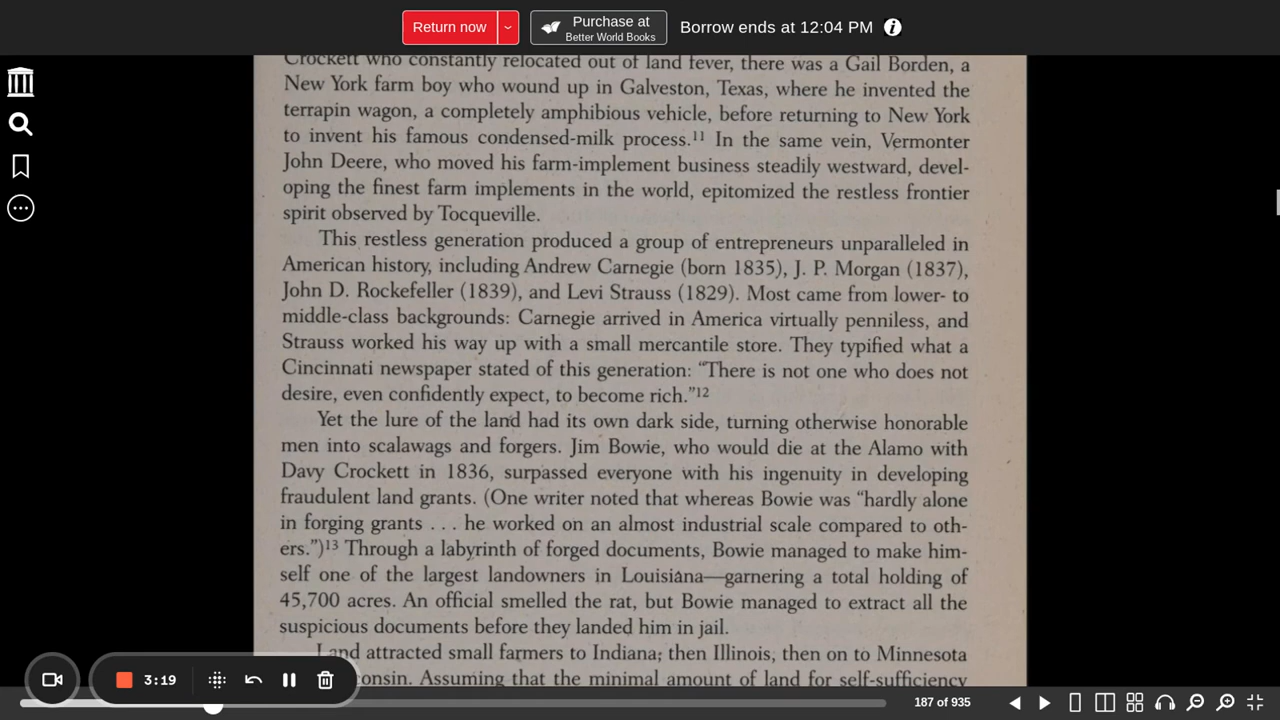 Return now
Purchase at
Better World Books
Borrow ends at 12:04 PM
Crockett who constantly relocated out of land fever, there was a Gail Borden, a
New York farm boy who wound up in Galveston, Texas, where he invented the
terrapin wagon, a completely amphibious vehicle, before returning to New York
to invent his famous condensed-milk process.¹¹ In the same vein, Vermonter
John Deere, who moved his farm-implement business steadily westward, devel-
oping the finest farm implements in the world, epitomized the restless frontier
spirit observed by Tocqueville.
This restless generation produced a group of entrepreneurs unparalleled in
American history, including Andrew Carnegie (born 1835), J. P. Morgan (1837),
John D. Rockefeller (1839), and Levi Strauss (1829). Most came from lower- to
middle-class backgrounds: Carnegie arrived in America virtually penniless, and
Strauss worked his way up with a small mercantile store. They typified what a
Cincinnati newspaper stated of this generation: “There is not one who does not
desire, even confidently expect, to become rich.”¹²
Yet the lure of the land had its own dark side, turning otherwise honorable
men into scalawags and forgers. Jim Bowie, who would die at the Alamo with
Davy Crockett in 1836, surpassed everyone with his ingenuity in developing
fraudulent land grants. (One writer noted that whereas Bowie was “hardly alone
in forging grants . . . he worked on an almost industrial scale compared to oth-
ers.”)¹³ Through a labyrinth of forged documents, Bowie managed to make him-
self one of the largest landowners in Louisiana—garnering a total holding of
45,700 acres. An official smelled the rat, but Bowie managed to extract all the
suspicious documents before they landed him in jail.
Land attracted small farmers to Indiana; then Illinois, then on to Minnesota
consin. Assuming that the minimal amount of land for self-sufficiency
3:19
187 of 935